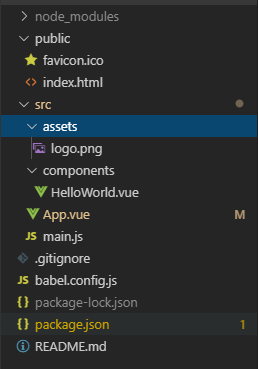 node_modules
public
favicon.ico
index.html
src
assets
logo.png
components
HelloWorld.vue
App.vue M
JS main.js
.gitignore
JS babel.config.js
{} package-lock.json
{} package.json 1
README.md